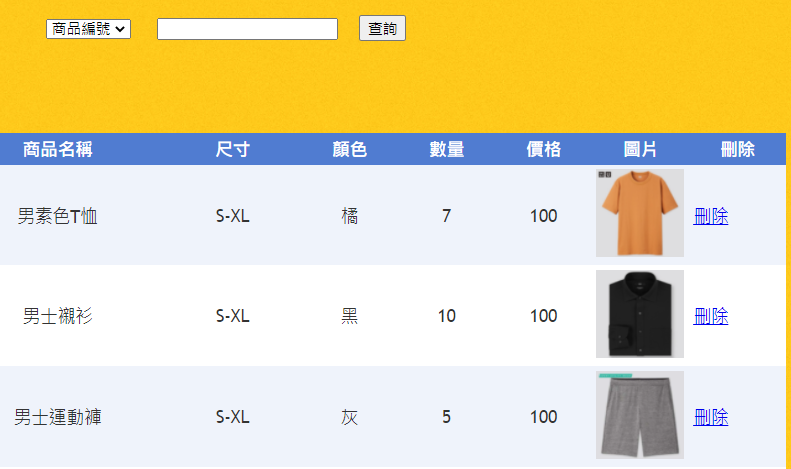 商品編號 查詢
商品名稱 尺寸 顏色 數量 價格 圖片 刪除
男素色T恤 S-XL 橘 7 100 刪除
男士襯衫 S-XL 黑 10 100 刪除
男士運動褲 S-XL 灰 5 100 刪除